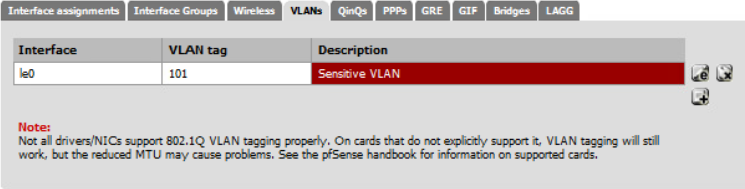 Interface assignments Interface Groups Wireless VLANs QinQs PPPs GRE GIF Bridges LAGG
Interface VLAN tag Description
le0 101 Sensitive VLAN
Note:
Not all drivers/NICs support 802.1Q VLAN tagging properly. On cards that do not explicitly support it, VLAN tagging will still
work, but the reduced MTU may cause problems. See the pfSense handbook for information on supported cards.